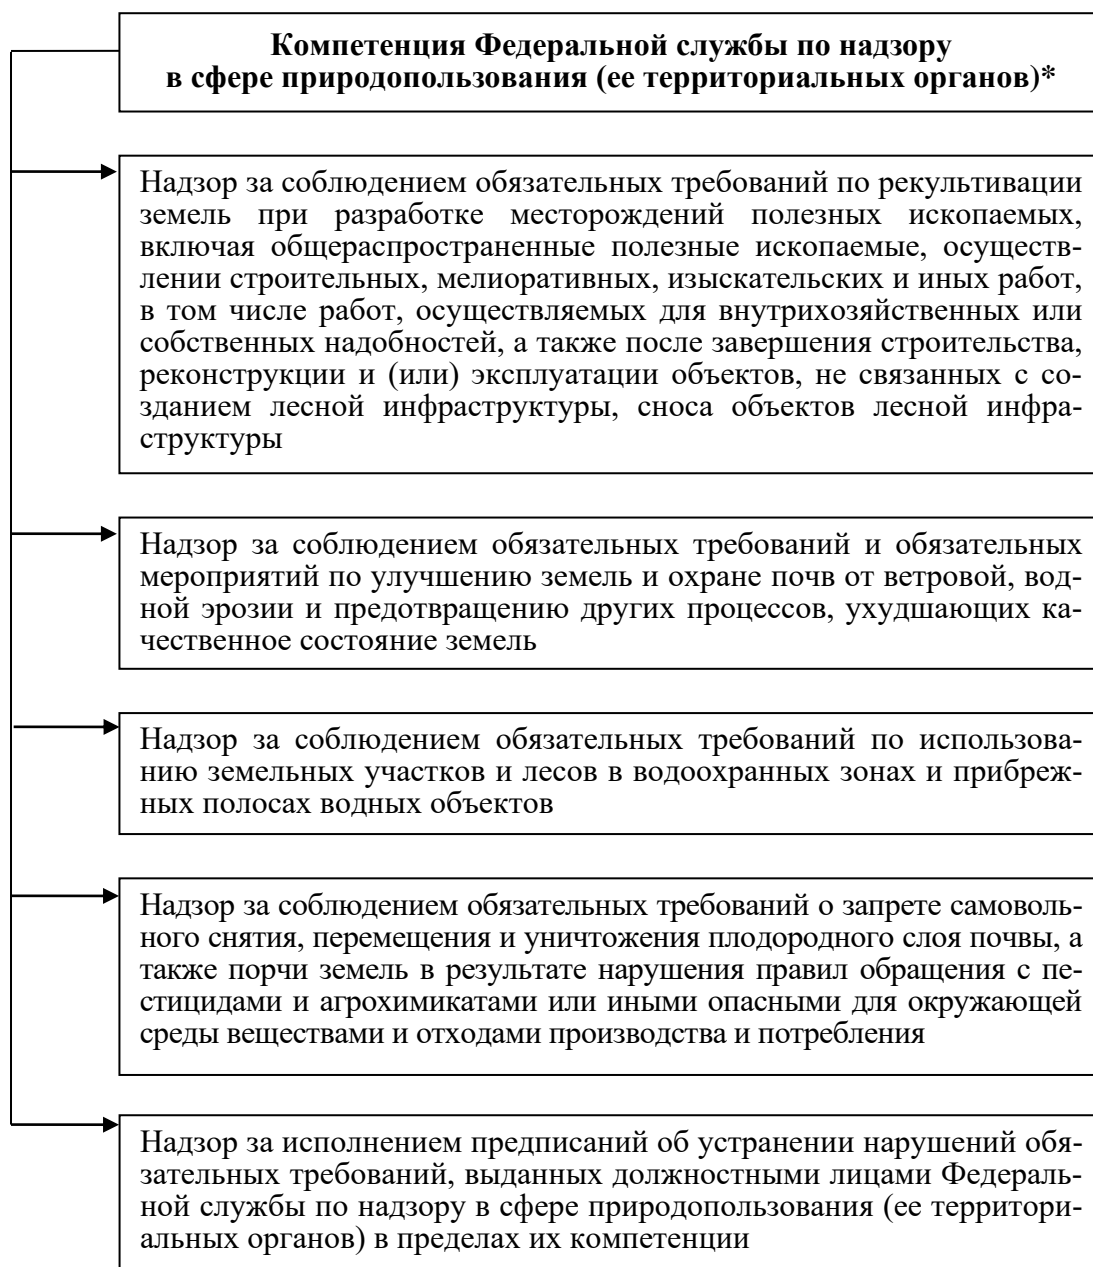 Компетенция Федеральной службы по надзору
в сфере природопользования (ее территориальных органов)*
Надзор за соблюдением обязательных требований по рекультивации
земель при разработке месторождений полезных ископаемых,
включая общераспространенные полезные ископаемые, осуществ-
лении строительных, мелиоративных, изыскательских и иных работ,
в том числе работ, осуществляемых для внутрихозяйственных или
собственных надобностей, а также после завершения строительства,
реконструкции и (или) эксплуатации объектов, не связанных с со-
зданием лесной инфраструктуры, сноса объектов лесной инфра-
структуры
Надзор за соблюдением обязательных требований и обязательных
мероприятий по улучшению земель и охране почв от ветровой, вод-
ной эрозии и предотвращению других процессов, ухудшающих ка-
чественное состояние земель
Надзор за соблюдением обязательных требований по использова-
нию земельных участков и лесов в водоохранных зонах и прибреж-
ных полосах водных объектов
Надзор за соблюдением обязательных требований о запрете самоволь-
ного снятия, перемещения и уничтожения плодородного слоя почвы, а
также порчи земель в результате нарушения правил обращения с пе-
стицидами и агрохимикатами или иными опасными для окружающей
среды веществами и отходами производства и потребления
Надзор за исполнением предписаний об устранении нарушений обя-
зательных требований, выданных должностными лицами Федераль-
ной службы по надзору в сфере природопользования (ее территори-
альных органов) в пределах их компетенции